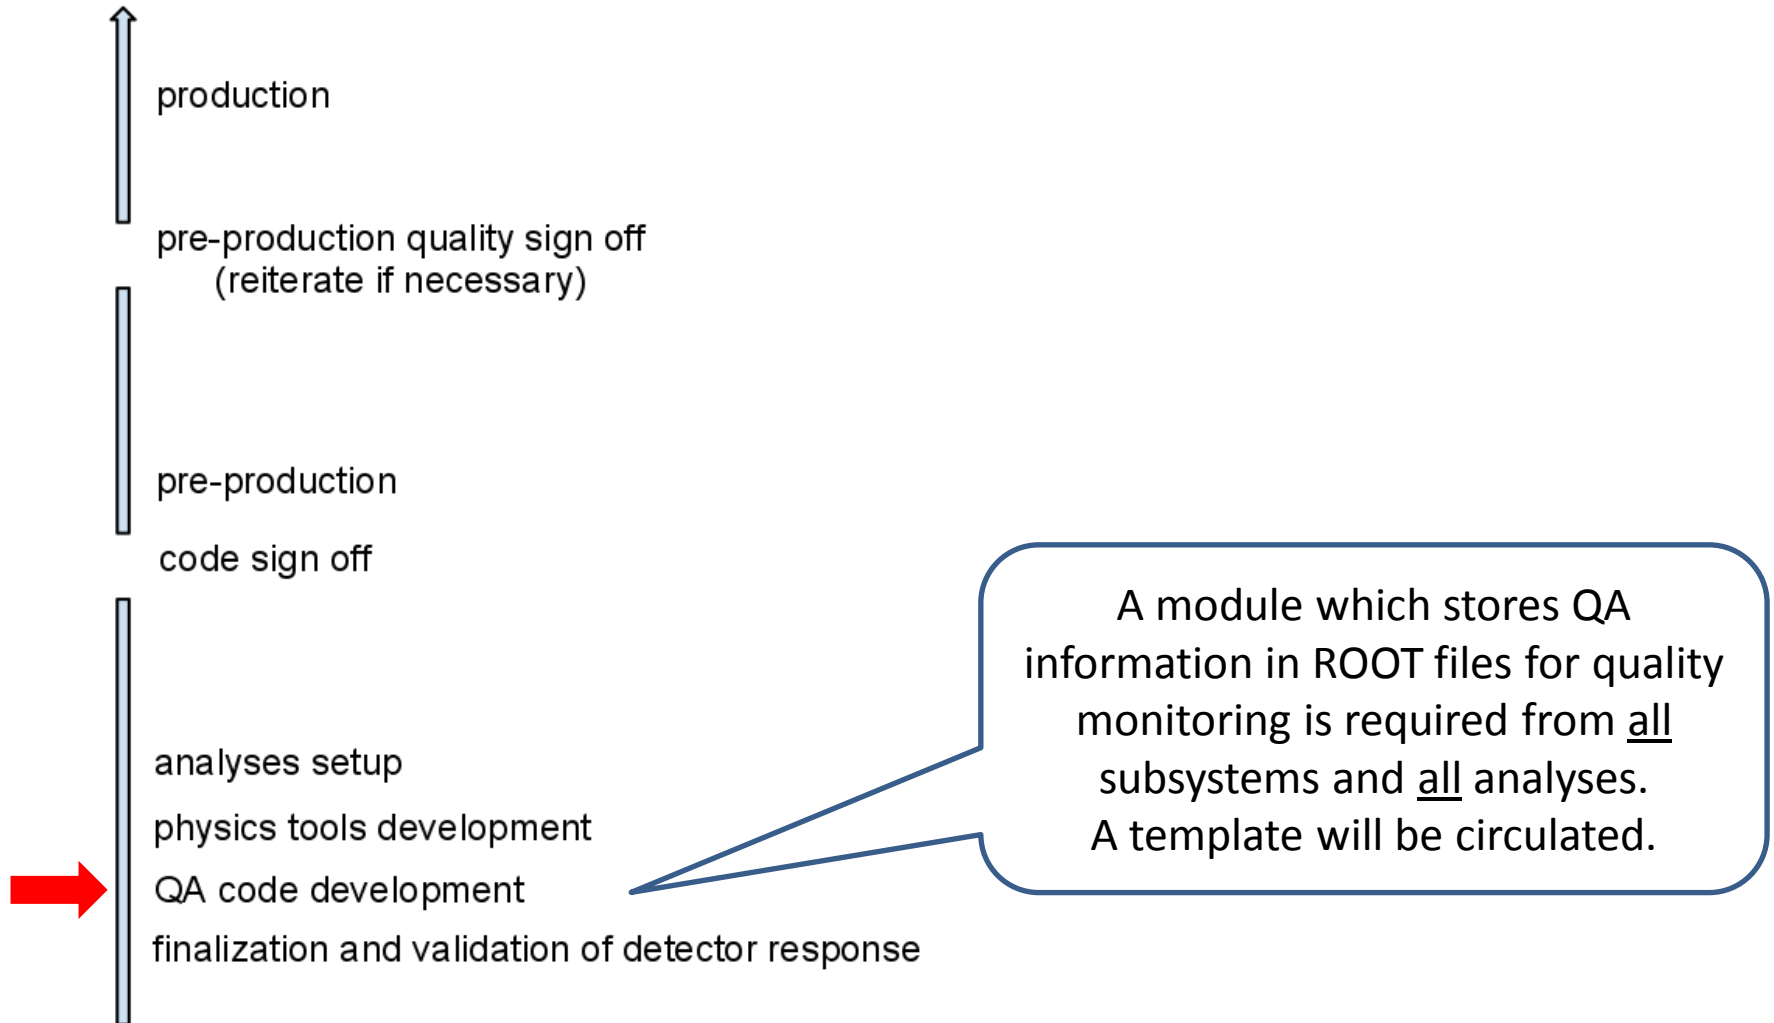 production
pre-production quality sign off
(reiterate if necessary)
pre-production
code sign off
A module which stores QA
information in ROOT files for quality
monitoring is required from all
subsystems and all analyses.
A template will be circulated.
analyses setup
physics tools development
QA code development
finalization and validation of detector response